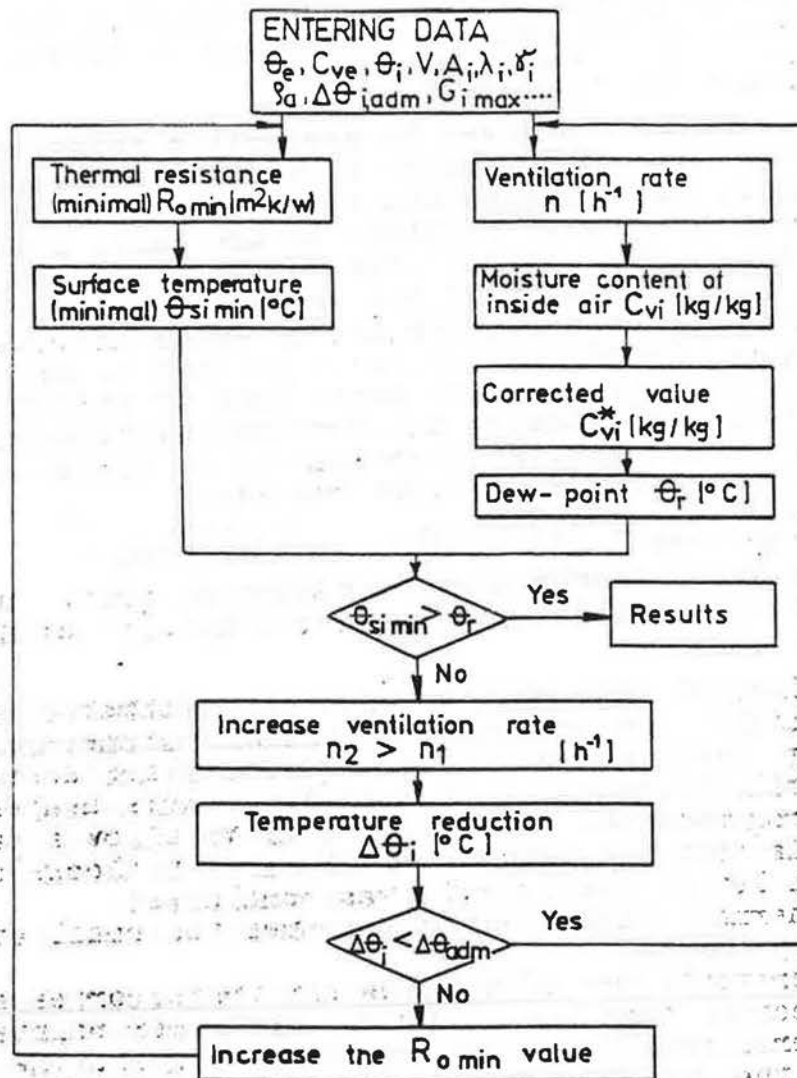 ENTERING DATA
θe, Cve, θi, V, Ai, λi, γi
ρa, Δθi,adm, Gi max.....
Thermal resistance
(minimal) Ro min [m²k/w]
Surface temperature
(minimal) θsi min [°C]
Ventilation rate
n [h⁻¹]
Moisture content of
inside air Cvi [kg/kg]
Corrected value
C*vi [kg/kg]
Dew-point θr [°C]
θsi min > θr
Yes
Results
No
Increase ventilation rate
n2 > n1 [h⁻¹]
Temperature reduction
Δθi [°C]
Δθi < Δθadm
Yes
No
Increase the Ro min value